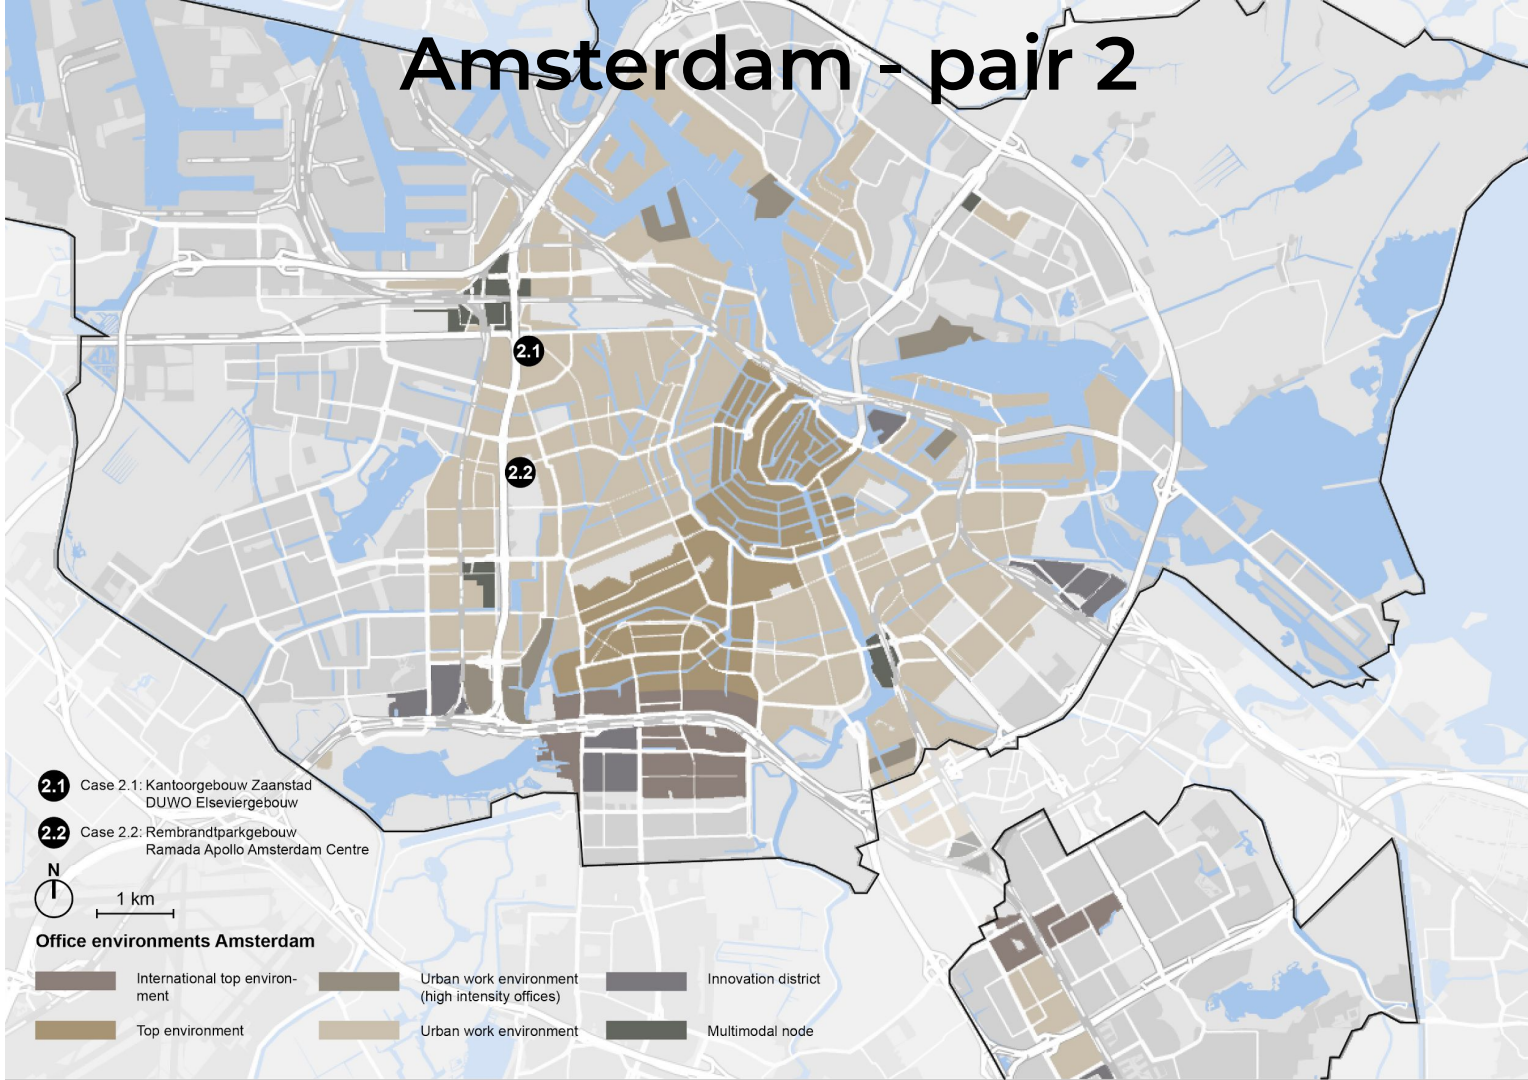 Amsterdam - pair 2
2.1
2.2
2.1 Case 2.1: Kantoorgebouw Zaanstad
DUWO Elseviergebouw
2.2 Case 2.2: Rembrandtparkgebouw
Ramada Apollo Amsterdam Centre
N
1 km
Office environments Amsterdam
International top environ-
ment
Urban work environment
(high intensity offices)
Innovation district
Top environment
Urban work environment
Multimodal node